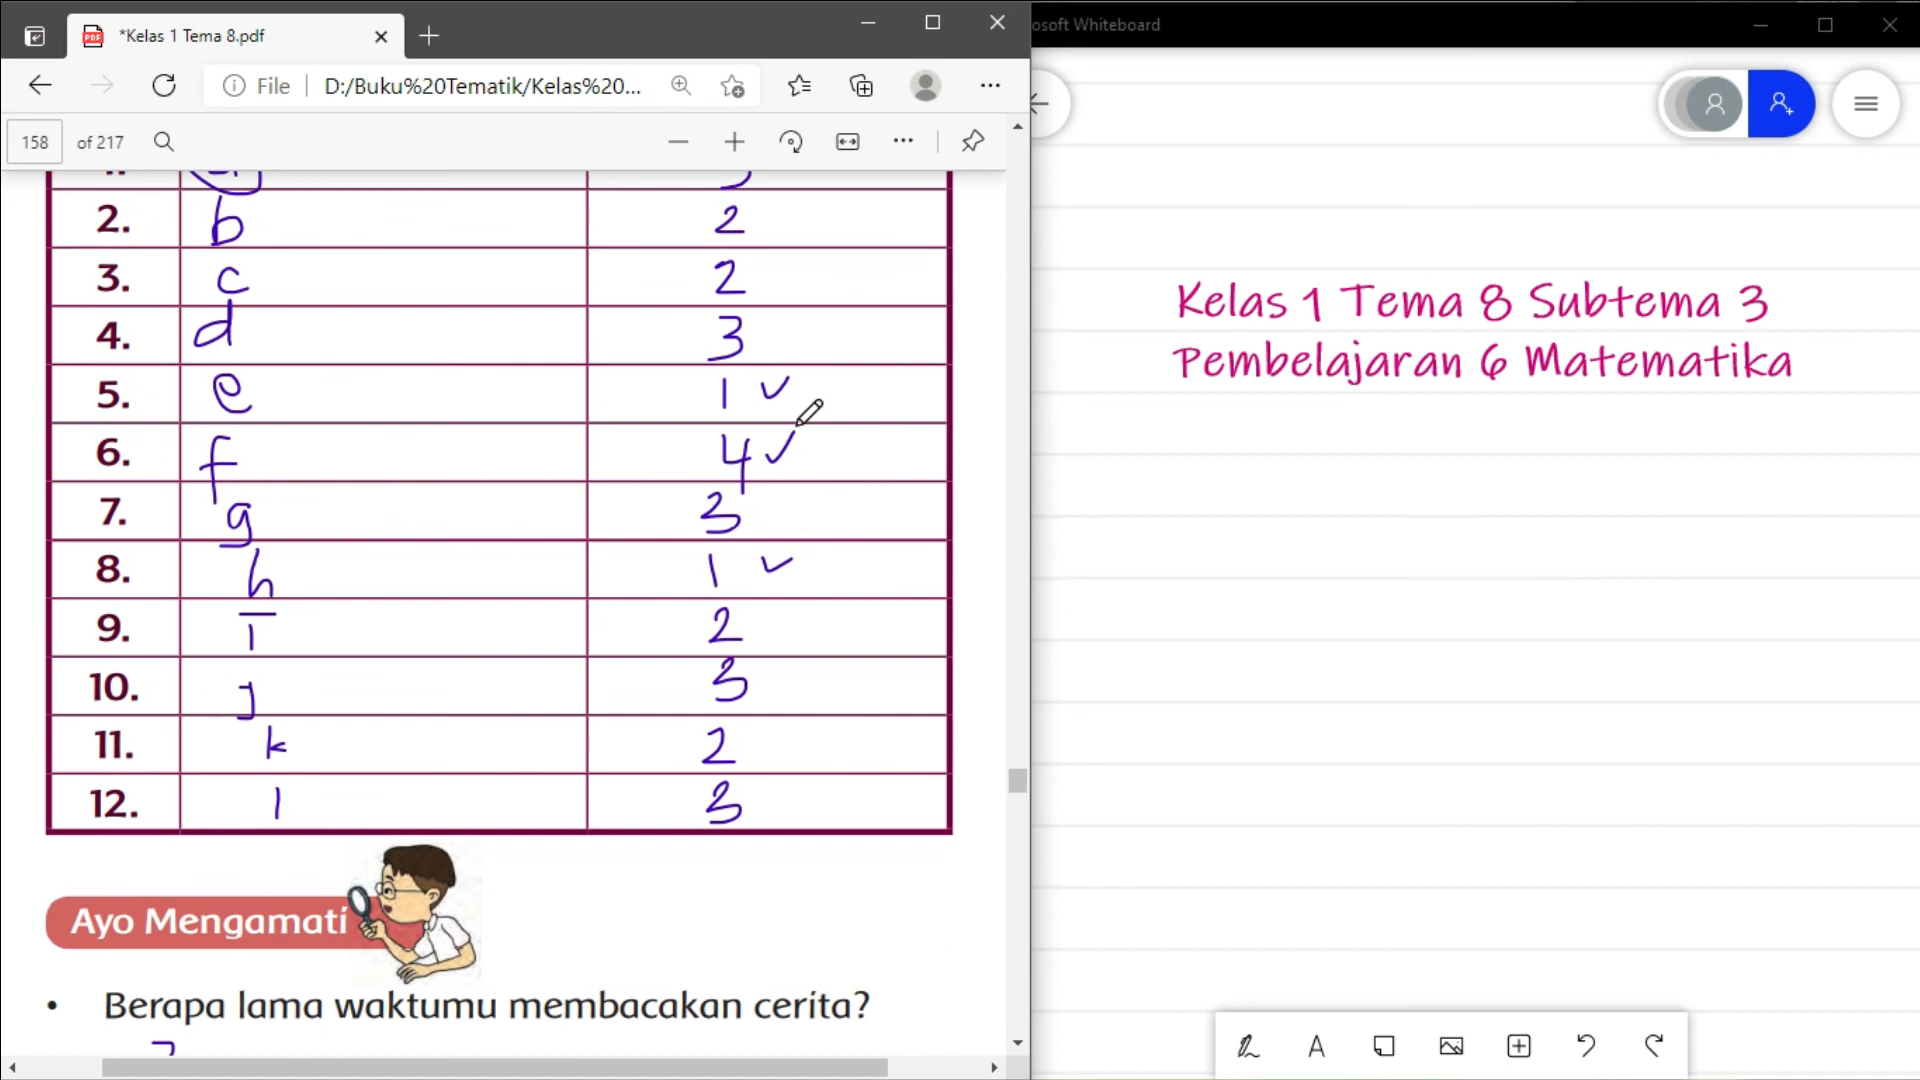 *Kelas 1 Tema 8.pdf
osoft Whiteboard
File
D:/Buku%20Tematik/Kelas%20...
158 of 217
2. b 2
3. c 2
4. d 3
5. e 1 ✓
6. f 4 ✓
7. g 3
8. h 1 ✓
9. i 2
10. j 3
11. k 2
12. l 3
Ayo Mengamati
• Berapa lama waktumu membacakan cerita?
Kelas 1 Tema 8 Subtema 3
Pembelajaran 6 Matematika